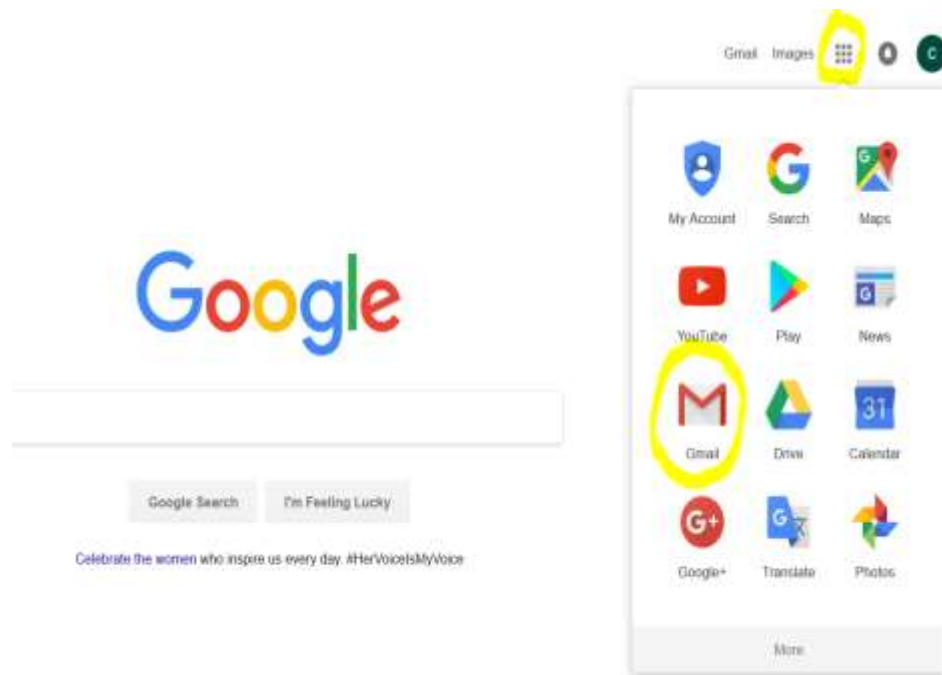 Gmail Images
C
My Account Search Maps
YouTube Play News
Google
31
Gmail Drive Calendar
Google Search I'm Feeling Lucky
G+ G
Google+ Translate Photos
Celebrate the women who inspire us every day. #HerVoiceIsMyVoice
More